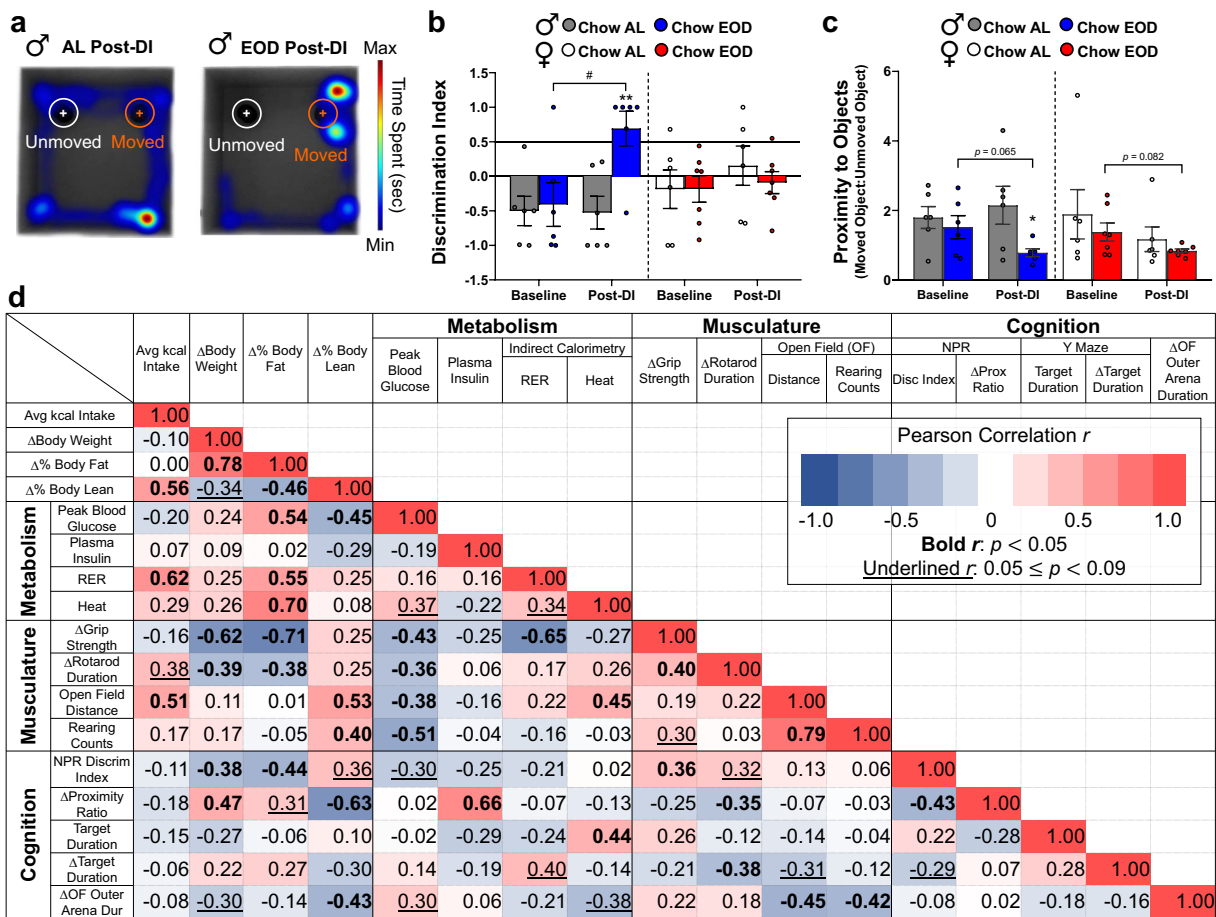 a
♂ AL Post-DI
♂ EOD Post-DI
Unmoved
Moved
Unmoved
Moved
Max
Time Spent (sec)
Min
b
♂ Chow AL Chow EOD
♀ Chow AL Chow EOD
Discrimination Index
1.5
1.0
0.5
0.0
-0.5
-1.0
-1.5
#
**
Baseline Post-DI Baseline Post-DI
c
♂ Chow AL Chow EOD
♀ Chow AL Chow EOD
Proximity to Objects
(Moved Object:Unmoved Object)
6
4
2
0
p = 0.065
p = 0.082
*
Baseline Post-DI Baseline Post-DI
d
Metabolism Musculature Cognition
Avg kcal Intake
ΔBody Weight
Δ% Body Fat
Δ% Body Lean
Peak Blood Glucose
Plasma Insulin
Indirect Calorimetry
RER Heat
ΔGrip Strength
ΔRotarod Duration
Open Field (OF)
Distance Rearing Counts
NPR
Disc Index ΔProx Ratio
Y Maze
Target Duration ΔTarget Duration
ΔOF Outer Arena Duration
Avg kcal Intake 1.00
ΔBody Weight -0.10 1.00
Δ% Body Fat 0.00 0.78 1.00
Δ% Body Lean 0.56 -0.34 -0.46 1.00
Metabolism
Peak Blood Glucose -0.20 0.24 0.54 -0.45 1.00
Plasma Insulin 0.07 0.09 0.02 -0.29 -0.19 1.00
RER 0.62 0.25 0.55 0.25 0.16 0.16 1.00
Heat 0.29 0.26 0.70 0.08 0.37 -0.22 0.34 1.00
Musculature
ΔGrip Strength -0.16 -0.62 -0.71 0.25 -0.43 -0.25 -0.65 -0.27 1.00
ΔRotarod Duration 0.38 -0.39 -0.38 0.25 -0.36 0.06 0.17 0.26 0.40 1.00
Open Field Distance 0.51 0.11 0.01 0.53 -0.38 -0.16 0.22 0.45 0.19 0.22 1.00
Rearing Counts 0.17 0.17 -0.05 0.40 -0.51 -0.04 -0.16 -0.03 0.30 0.03 0.79 1.00
Cognition
NPR Discrim Index -0.11 -0.38 -0.44 0.36 -0.30 -0.25 -0.21 0.02 0.36 0.32 0.13 0.06 1.00
ΔProximity Ratio -0.18 0.47 0.31 -0.63 0.02 0.66 -0.07 -0.13 -0.25 -0.35 -0.07 -0.03 -0.43 1.00
Target Duration -0.15 -0.27 -0.06 0.10 -0.02 -0.29 -0.24 0.44 0.26 -0.12 -0.14 -0.04 0.22 -0.28 1.00
ΔTarget Duration -0.06 0.22 0.27 -0.30 0.14 -0.19 0.40 -0.14 -0.21 -0.38 -0.31 -0.12 -0.29 0.07 0.28 1.00
ΔOF Outer Arena Dur -0.08 -0.30 -0.14 -0.43 0.30 0.06 -0.21 -0.38 0.22 0.18 -0.45 -0.42 -0.08 0.02 -0.18 -0.16 1.00
Pearson Correlation r
-1.0 -0.5 0 0.5 1.0
Bold r: p < 0.05
Underlined r: 0.05 ≤ p < 0.09